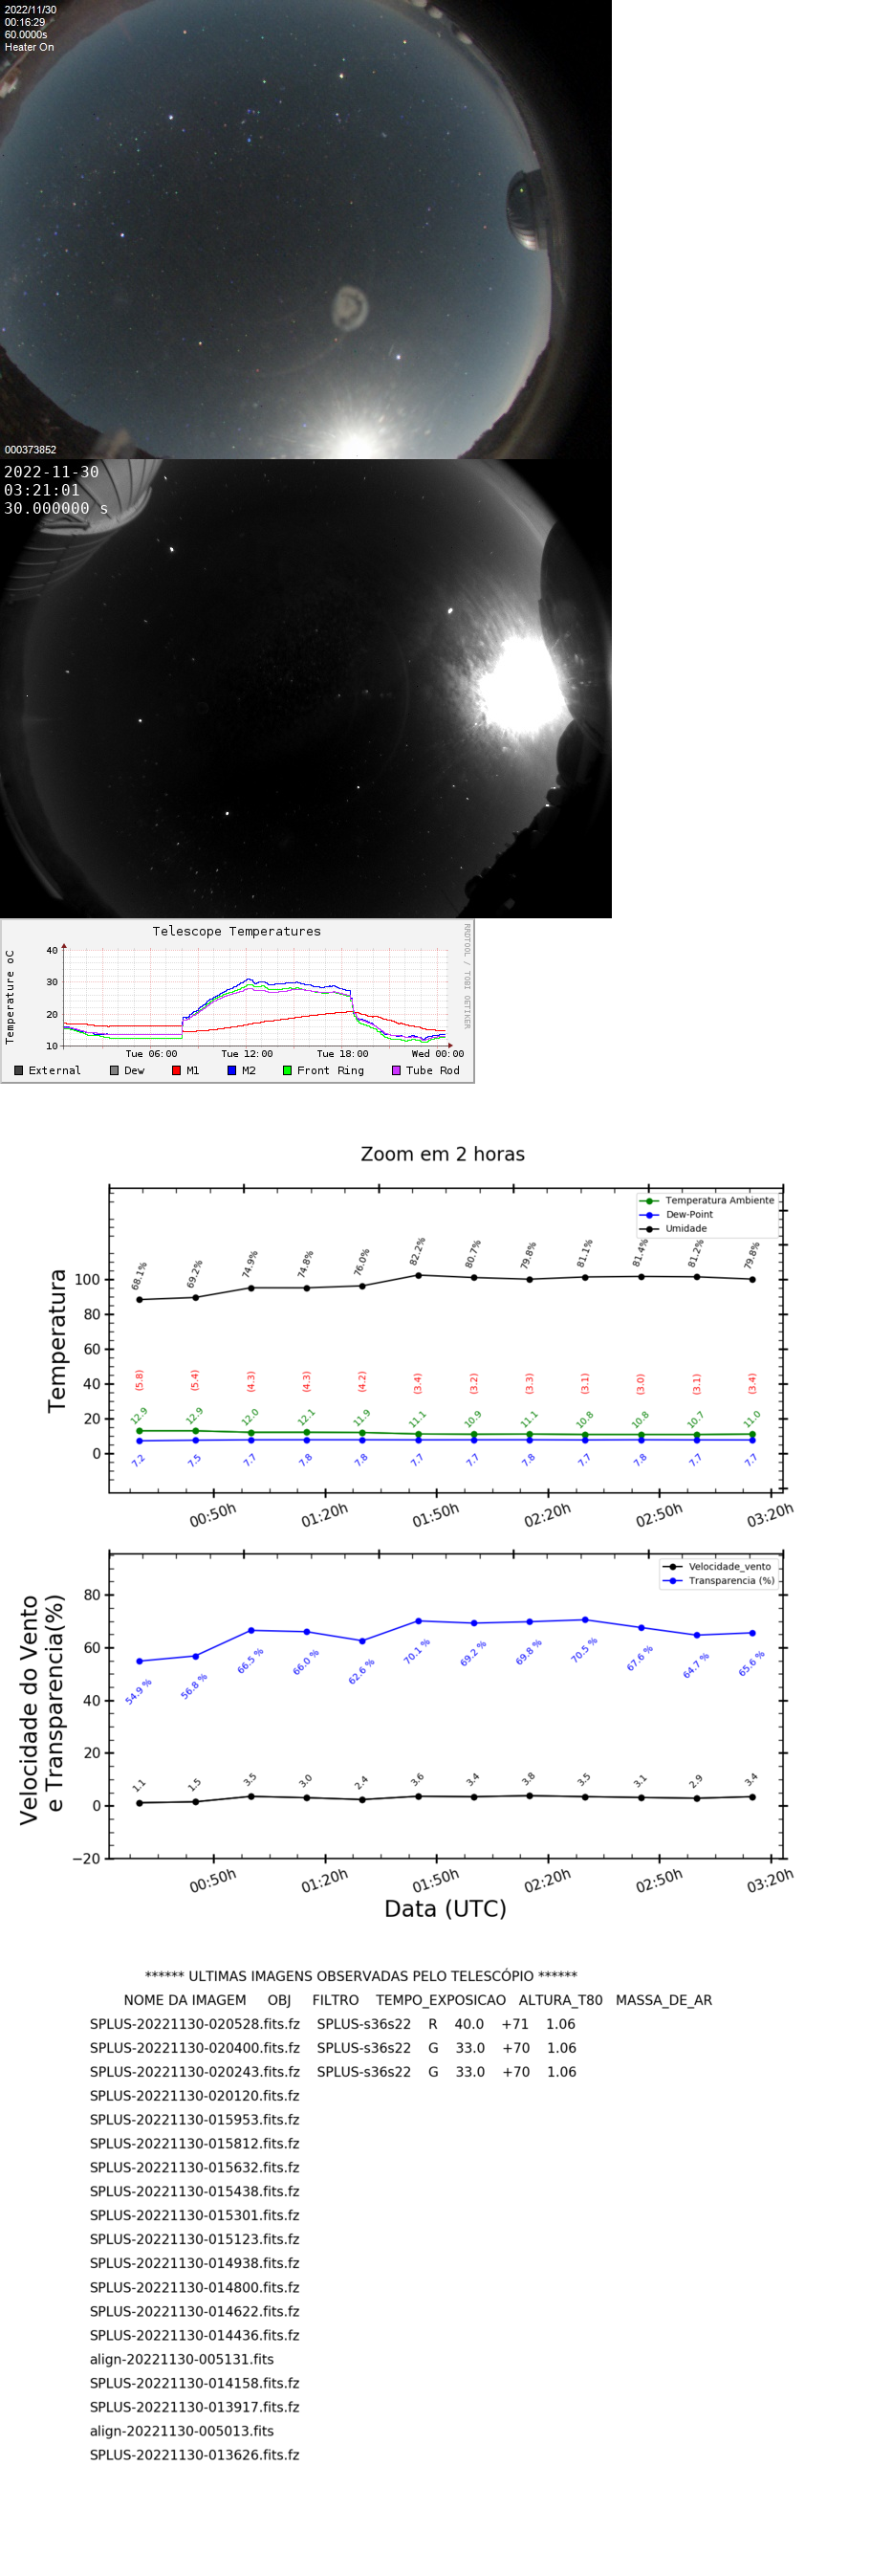 2022/11/30
00:16:29
60.0000s
Heater On
000373852
2022-11-30
03:21:01
30.000000 s
Telescope Temperatures
RRDTOOL / TOBI OETIKER
Temperature oC
40
30
20
10
Tue 06:00 Tue 12:00 Tue 18:00 Wed 00:00
External Dew M1 M2 Front Ring Tube Rod
Zoom em 2 horas
Temperatura Ambiente
Dew-Point
Umidade
Temperatura
100
80
60
40
20
0
68.1% 69.2% 74.9% 74.8% 76.0% 82.2% 80.7% 79.8% 81.1% 81.4% 81.2% 79.8%
(5.8) (5.4) (4.3) (4.3) (4.2) (3.4) (3.2) (3.3) (3.1) (3.0) (3.1) (3.4)
12.9 12.9 12.0 12.1 11.9 11.1 10.9 11.1 10.8 10.8 10.7 11.0
7.2 7.5 7.7 7.8 7.8 7.7 7.7 7.8 7.7 7.8 7.7 7.7
00:50h 01:20h 01:50h 02:20h 02:50h 03:20h
Velocidade_vento
Transparencia (%)
Velocidade do Vento
e Transparencia(%)
80
60
40
20
0
−20
54.9 % 56.8 % 66.5 % 66.0 % 62.6 % 70.1 % 69.2 % 69.8 % 70.5 % 67.6 % 64.7 % 65.6 %
1.1 1.5 3.5 3.0 2.4 3.6 3.4 3.8 3.5 3.1 2.9 3.4
00:50h 01:20h 01:50h 02:20h 02:50h 03:20h
Data (UTC)
****** ULTIMAS IMAGENS OBSERVADAS PELO TELESCÓPIO ******
NOME DA IMAGEM OBJ FILTRO TEMPO_EXPOSICAO ALTURA_T80 MASSA_DE_AR
SPLUS-20221130-020528.fits.fz SPLUS-s36s22 R 40.0 +71 1.06
SPLUS-20221130-020400.fits.fz SPLUS-s36s22 G 33.0 +70 1.06
SPLUS-20221130-020243.fits.fz SPLUS-s36s22 G 33.0 +70 1.06
SPLUS-20221130-020120.fits.fz
SPLUS-20221130-015953.fits.fz
SPLUS-20221130-015812.fits.fz
SPLUS-20221130-015632.fits.fz
SPLUS-20221130-015438.fits.fz
SPLUS-20221130-015301.fits.fz
SPLUS-20221130-015123.fits.fz
SPLUS-20221130-014938.fits.fz
SPLUS-20221130-014800.fits.fz
SPLUS-20221130-014622.fits.fz
SPLUS-20221130-014436.fits.fz
align-20221130-005131.fits
SPLUS-20221130-014158.fits.fz
SPLUS-20221130-013917.fits.fz
align-20221130-005013.fits
SPLUS-20221130-013626.fits.fz